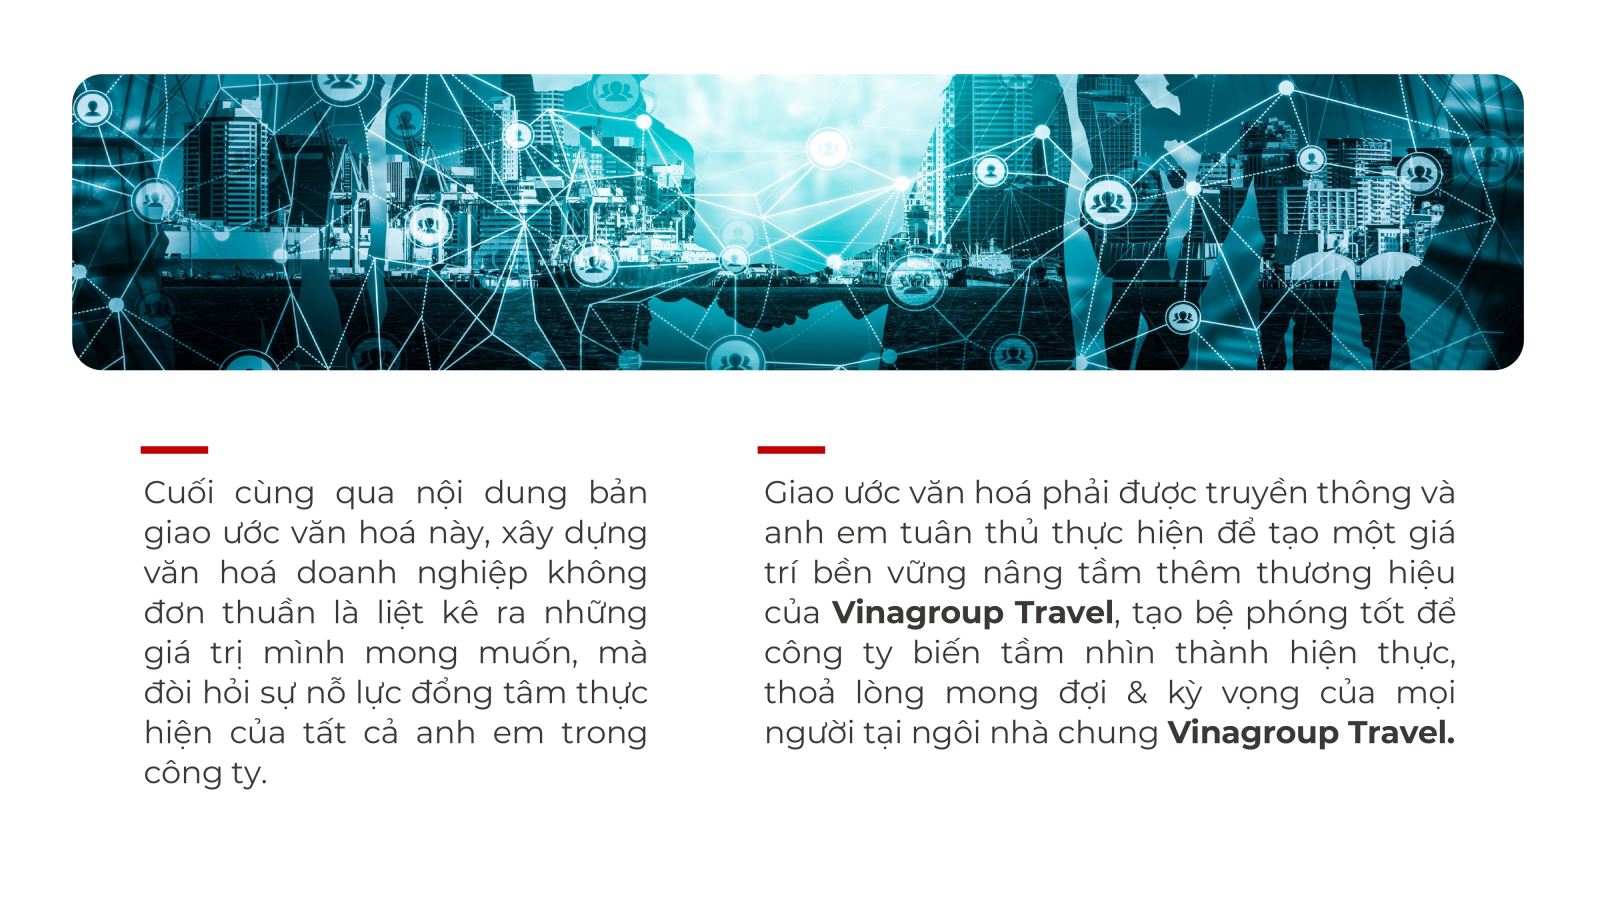 Cuối cùng qua nội dung bản
giao ước văn hoá này, xây dựng
văn hoá doanh nghiệp không
đơn thuần là liệt kê ra những
giá trị mình mong muốn, mà
đòi hỏi sự nỗ lực đổng tâm thực
hiện của tất cả anh em trong
công ty.
Giao ước văn hoá phải được truyền thông và
anh em tuân thủ thực hiện để tạo một giá
trí bền vững nâng tầm thêm thương hiệu
của Vinagroup Travel, tạo bệ phóng tốt để
công ty biến tầm nhìn thành hiện thực,
thoả lòng mong đợi & kỳ vọng của mọi
người tại ngôi nhà chung Vinagroup Travel.